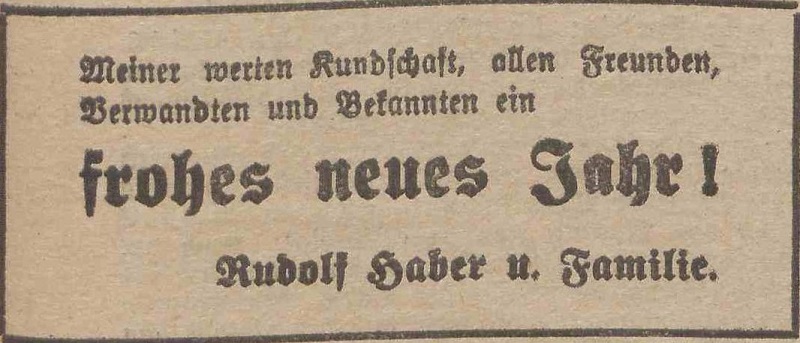 Meiner werten Kundschaft, allen Freunden,
Verwandten und Bekannten ein
frohes neues Jahr!
Rudolf Haber u. Familie.